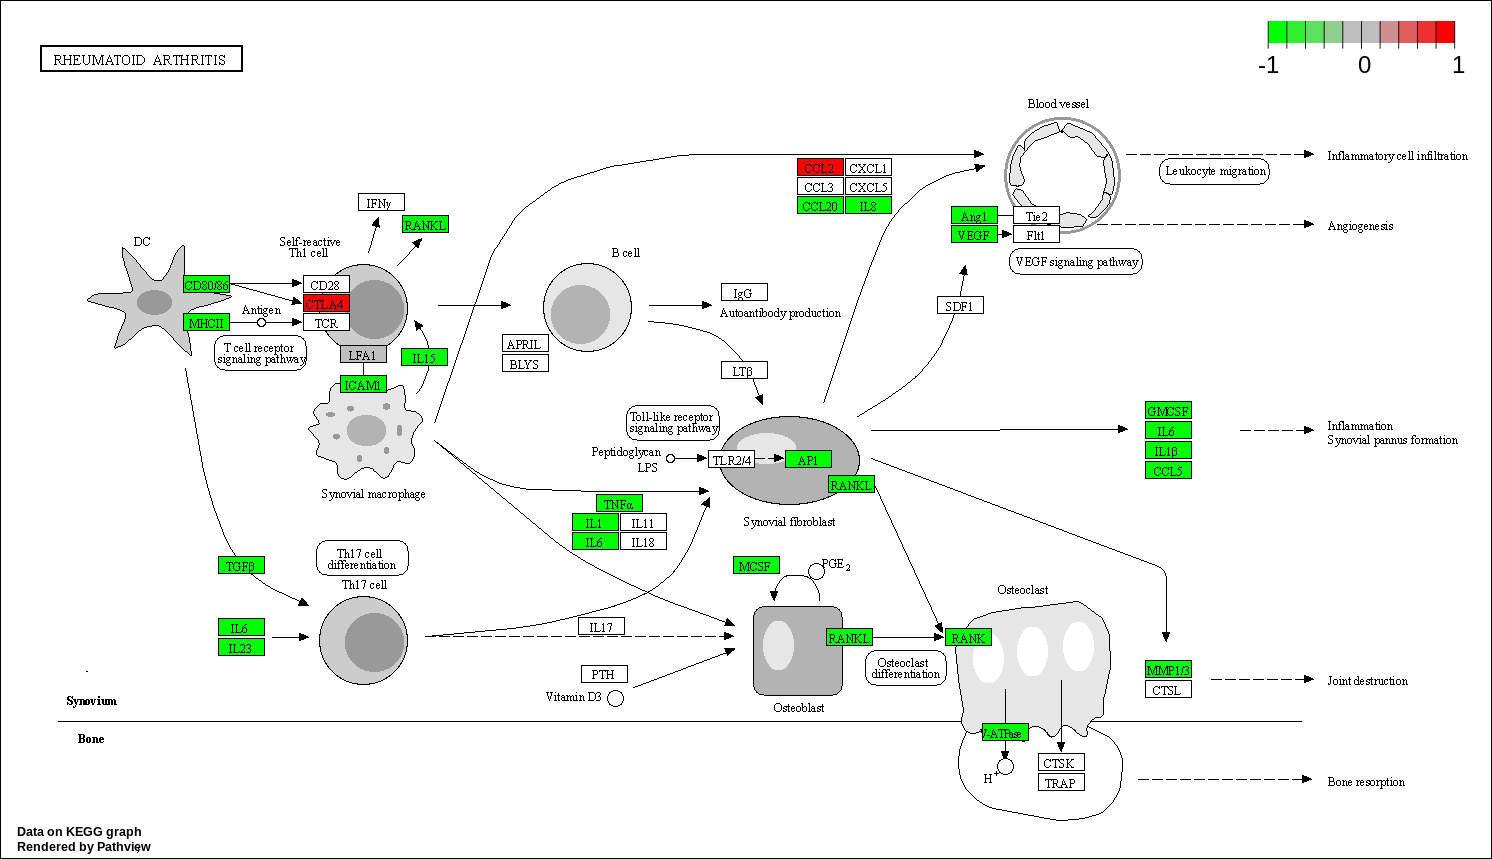 RHEUMATOID ARTHRITIS
-1 0 1
Blood vessel
Inflammatory cell infiltration
Leukocyte migration
CCL2 CXCL1
CCL3 CXCL5
CCL20 IL8
IFNγ
RANKL
Ang1 Tie2
VEGF Flt1
Angiogenesis
VEGF signaling pathway
DC
Self-reactive
Th1 cell
B cell
CD80/86
CD28
CTLA4
Antigen
MHCII
TCR
T cell receptor
signaling pathway
LFA1
IL15
ICAM1
IgG
Autoantibody production
SDF1
APRIL
BLYS
LTβ
Toll-like receptor
signaling pathway
Peptidoglycan
LPS
TLR2/4
AP1
RANKL
GMCSF
IL6
IL1β
CCL5
Inflammation
Synovial pannus formation
Synovial macrophage
Synovial fibroblast
TNFα
IL1 IL11
IL6 IL18
Th17 cell
differentiation
Th17 cell
TGFβ
IL6
IL23
MCSF
PGE2
IL17
PTH
Vitamin D3
RANKL
RANK
Osteoclast
differentiation
Osteoclast
Osteoblast
MMP1/3
CTSL
Joint destruction
Synovium
Bone
V-ATPase
H+
CTSK
TRAP
Bone resorption
Data on KEGG graph
Rendered by Pathview